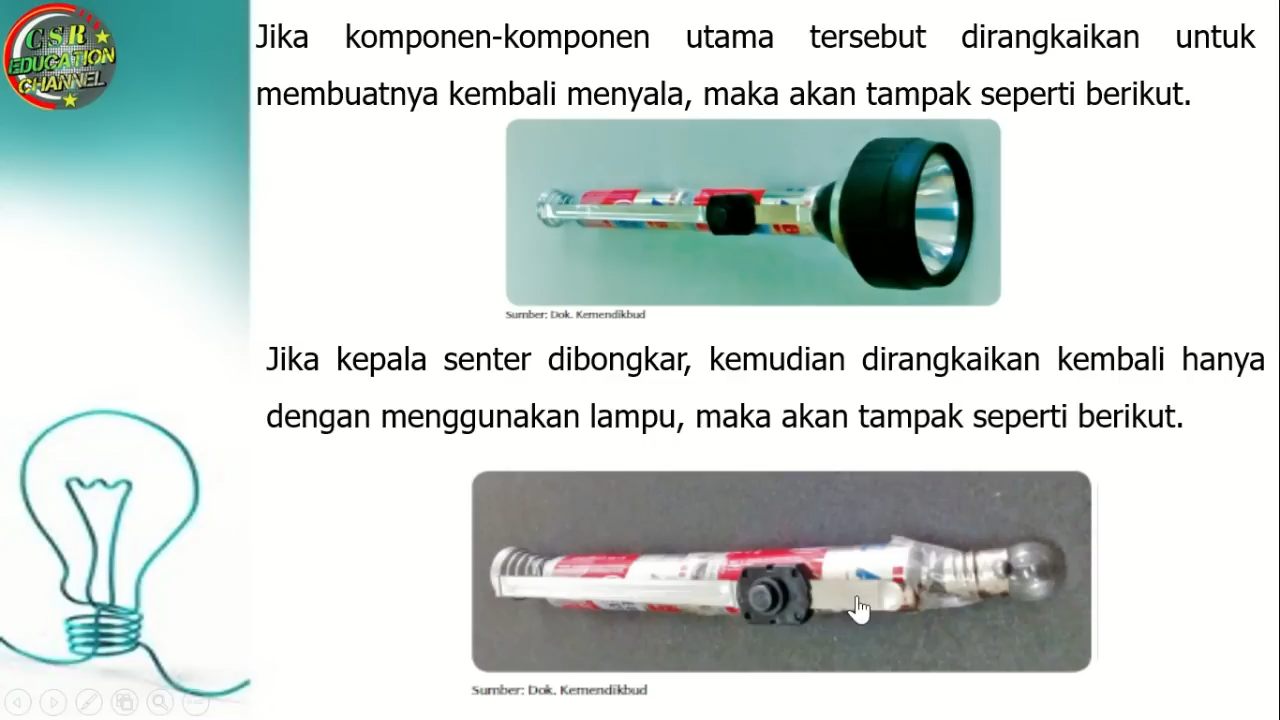 CSR
EDUCATION
CHANNEL
Jika komponen-komponen utama tersebut dirangkaikan untuk
membuatnya kembali menyala, maka akan tampak seperti berikut.
Sumber: Dok. Kemendikbud
Jika kepala senter dibongkar, kemudian dirangkaikan kembali hanya
dengan menggunakan lampu, maka akan tampak seperti berikut.
Sumber: Dok. Kemendikbud